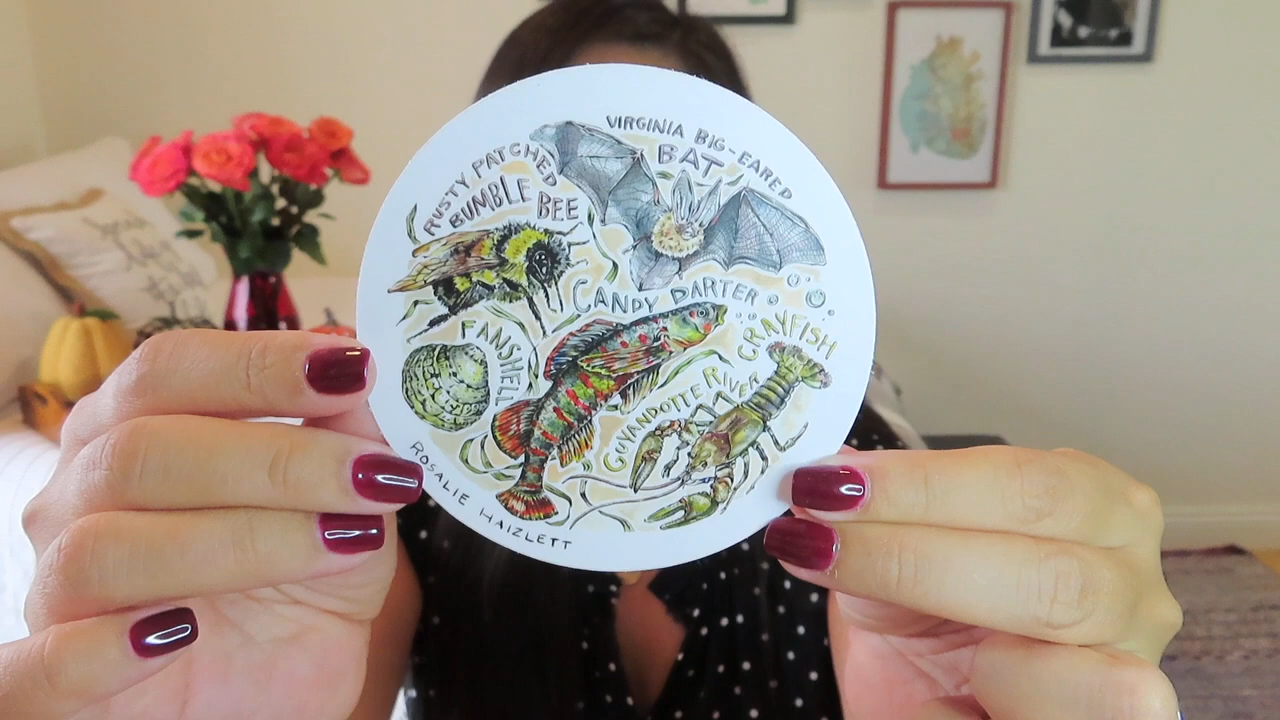 VIRGINIA BIG-EARED
BAT
RUSTY PATCHED
BUMBLE BEE
CANDY DARTER
FANSHELL
GUYANDOTTE RIVER
CRAYFISH
ROSALIE HAIZLETT